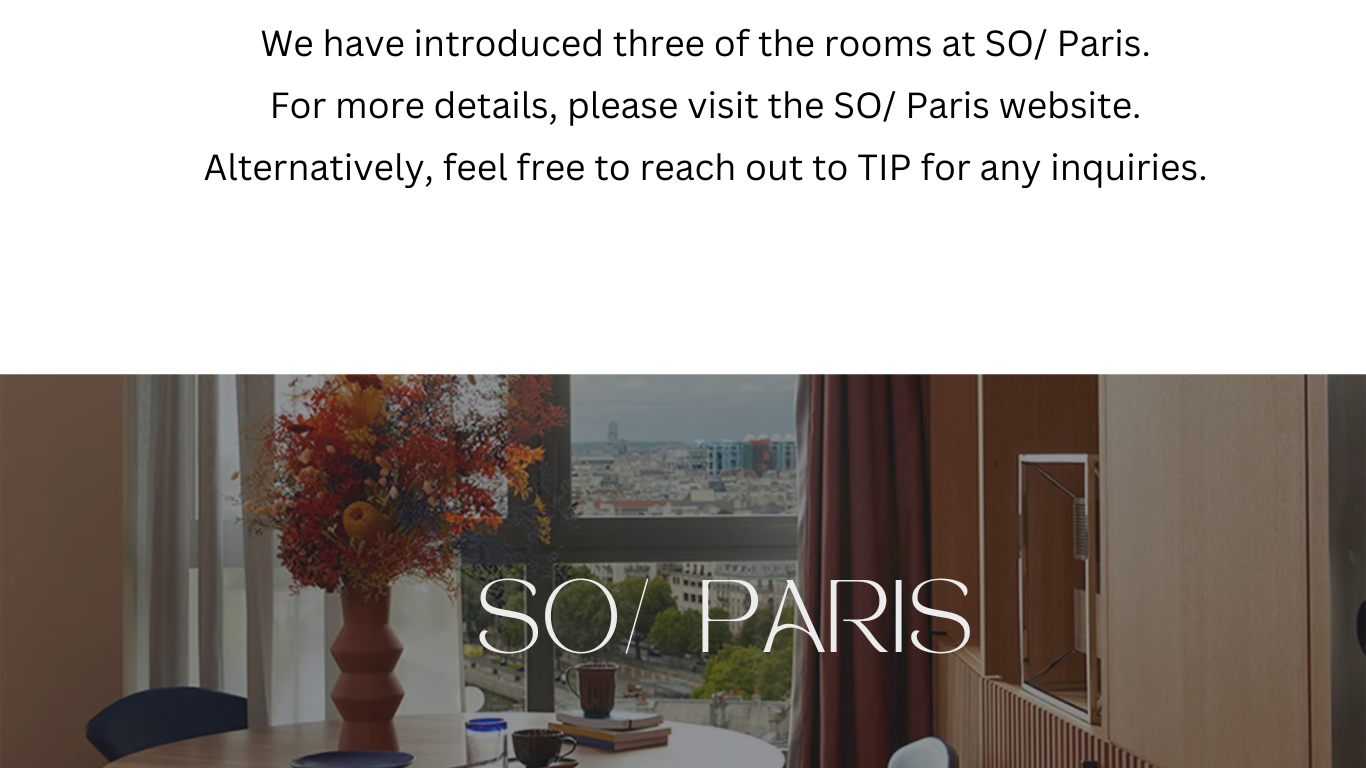 We have introduced three of the rooms at SO/ Paris.
For more details, please visit the SO/ Paris website.
Alternatively, feel free to reach out to TIP for any inquiries.
SO/ PARIS